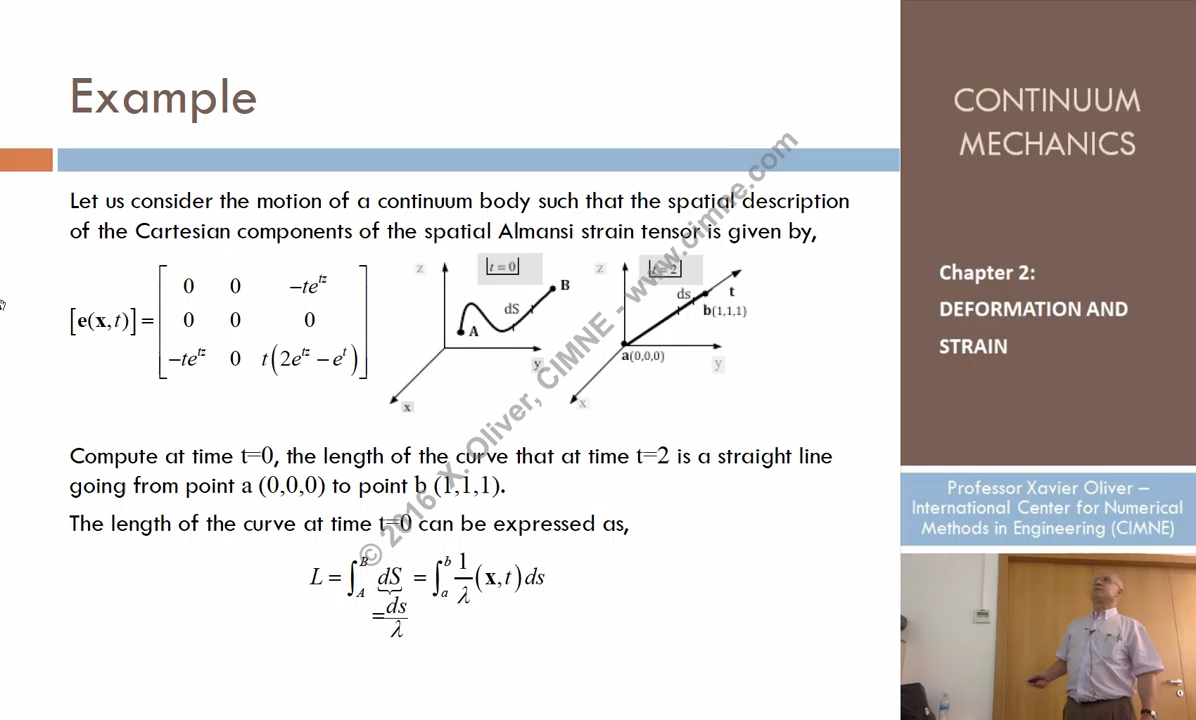 Example
Let us consider the motion of a continuum body such that the spatial description
of the Cartesian components of the spatial Almansi strain tensor is given by,
[e(x,t)] = [ 0 0 -te^{tz}
0 0 0
-te^{tz} 0 t(2e^{tz} - e^t) ]
z t=0 B
dS
A
y
x
z t=2
ds t
b(1,1,1)
a(0,0,0) y
x
Compute at time t=0, the length of the curve that at time t=2 is a straight line
going from point a (0,0,0) to point b (1,1,1).
The length of the curve at time t=0 can be expressed as,
L = ∫_A^B dS = ∫_a^b 1/λ (x,t) ds
= ds/λ
© 2016 X. Oliver, CIMNE - www.cimne.com
CONTINUUM
MECHANICS
Chapter 2:
DEFORMATION AND
STRAIN
Professor Xavier Oliver –
International Center for Numerical
Methods in Engineering (CIMNE)